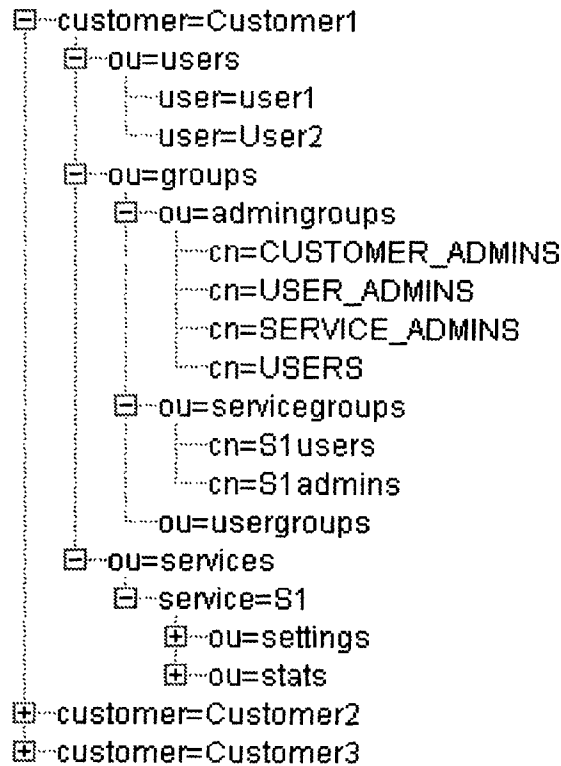 customer=Customer1
ou=users
user=user1
user=User2
ou=groups
ou=admingroups
cn=CUSTOMER_ADMINS
cn=USER_ADMINS
cn=SERVICE_ADMINS
cn=USERS
ou=servicegroups
cn=S1users
cn=S1admins
ou=usergroups
ou=services
service=S1
ou=settings
ou=stats
customer=Customer2
customer=Customer3